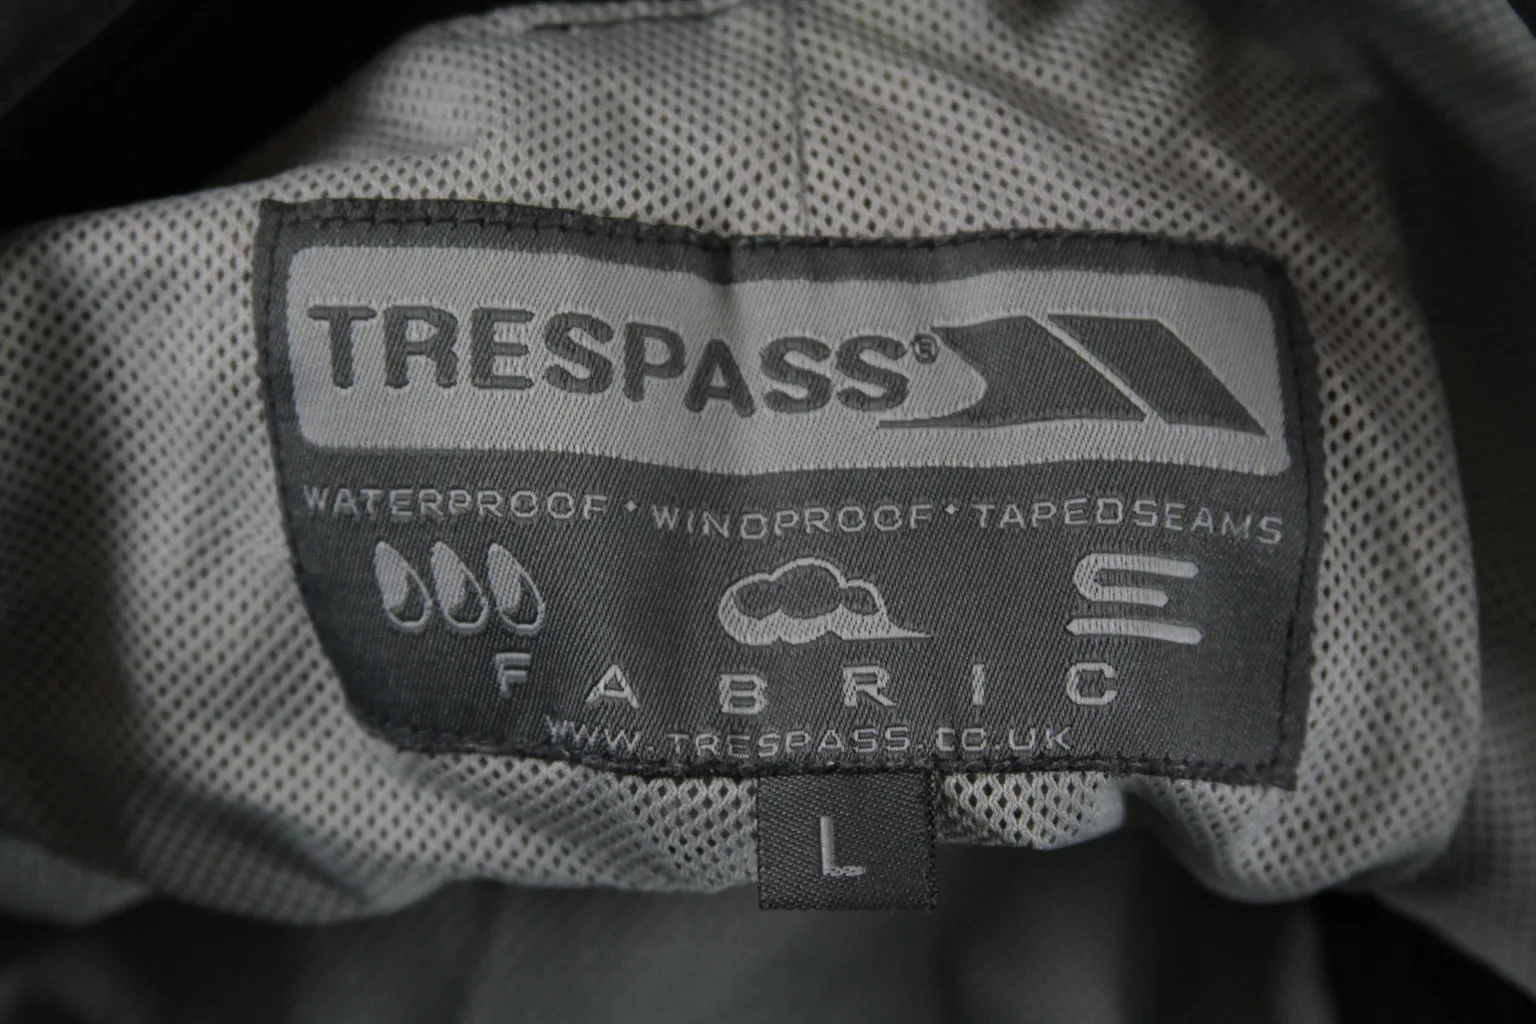 TRESPASS®
WATERPROOF • WINDPROOF • TAPEDSEAMS
FABRIC
WWW.TRESPASS.CO.UK
L